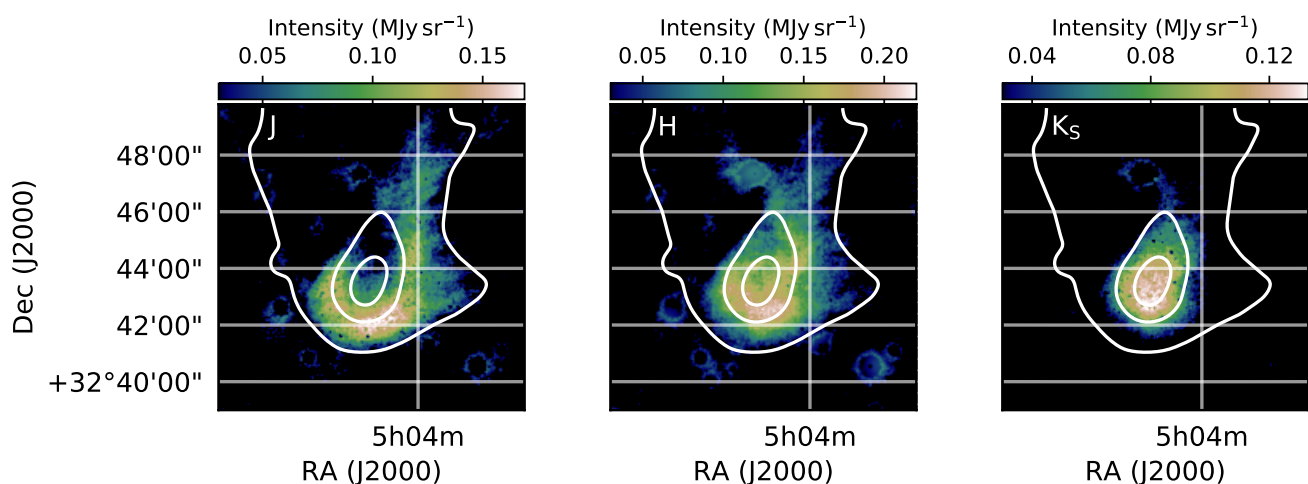 Intensity (MJy sr⁻¹) Intensity (MJy sr⁻¹) Intensity (MJy sr⁻¹)
0.05 0.10 0.15 0.05 0.10 0.15 0.20 0.04 0.08 0.12
J H K_S
Dec (J2000)
48'00"
46'00"
44'00"
42'00"
+32°40'00"
5h04m 5h04m 5h04m
RA (J2000) RA (J2000) RA (J2000)